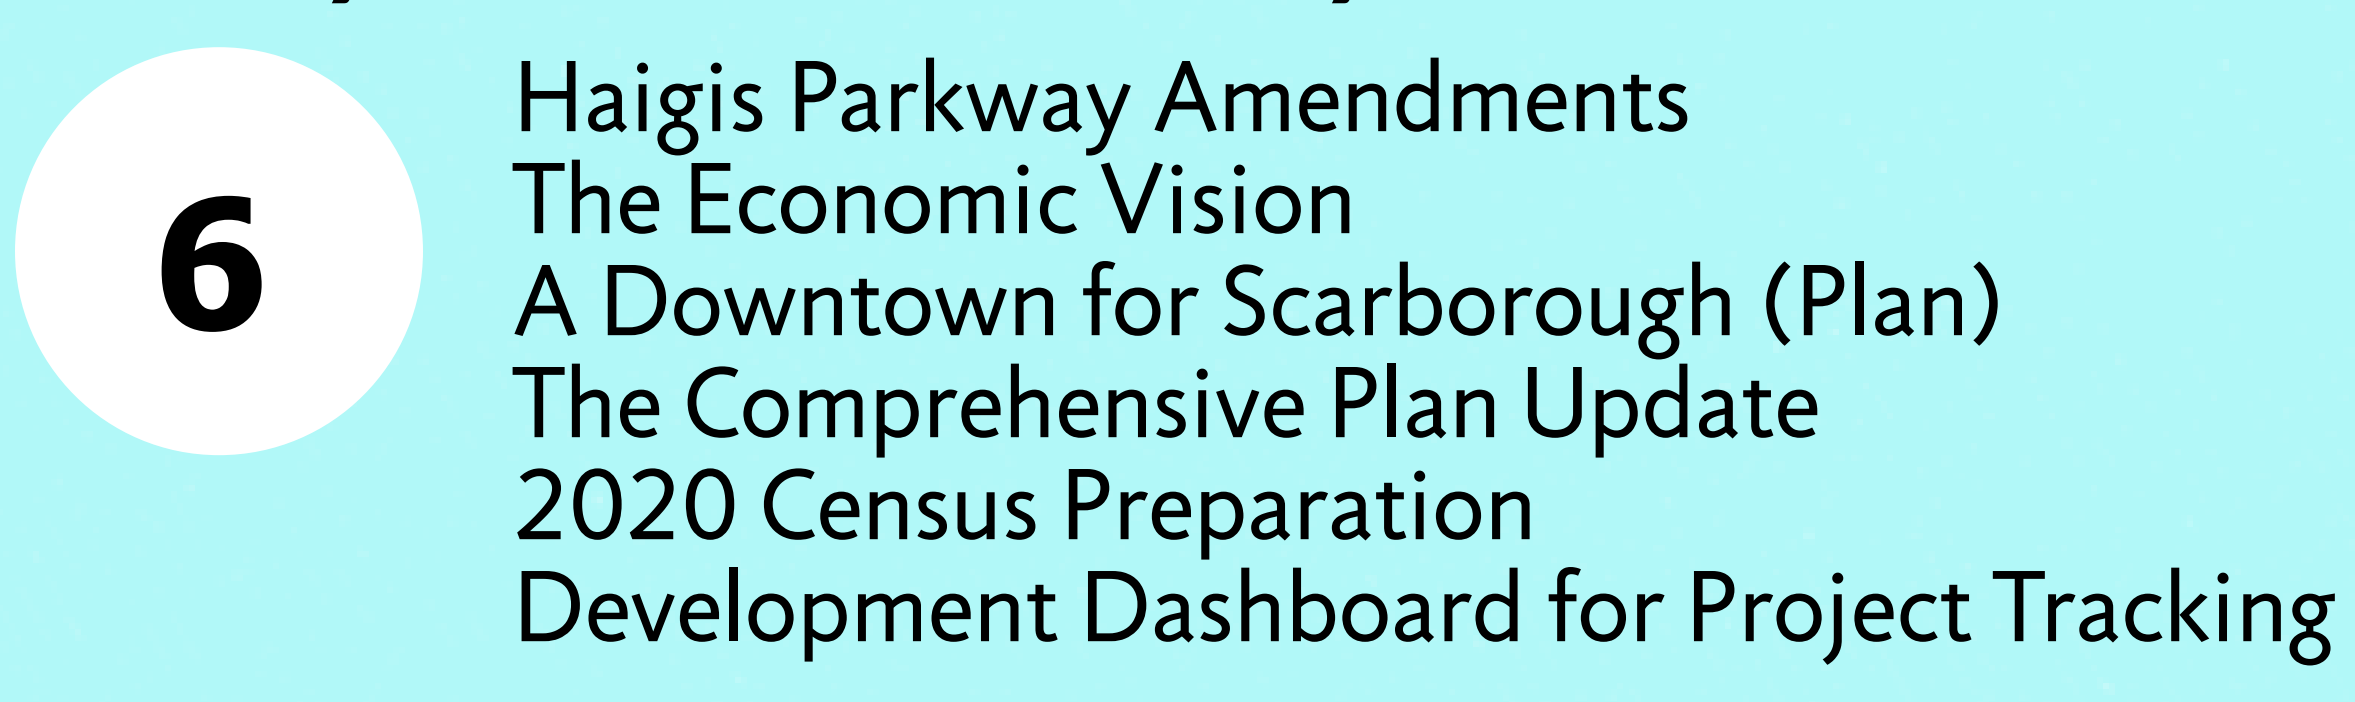 6
Haigis Parkway Amendments
The Economic Vision
A Downtown for Scarborough (Plan)
The Comprehensive Plan Update
2020 Census Preparation
Development Dashboard for Project Tracking